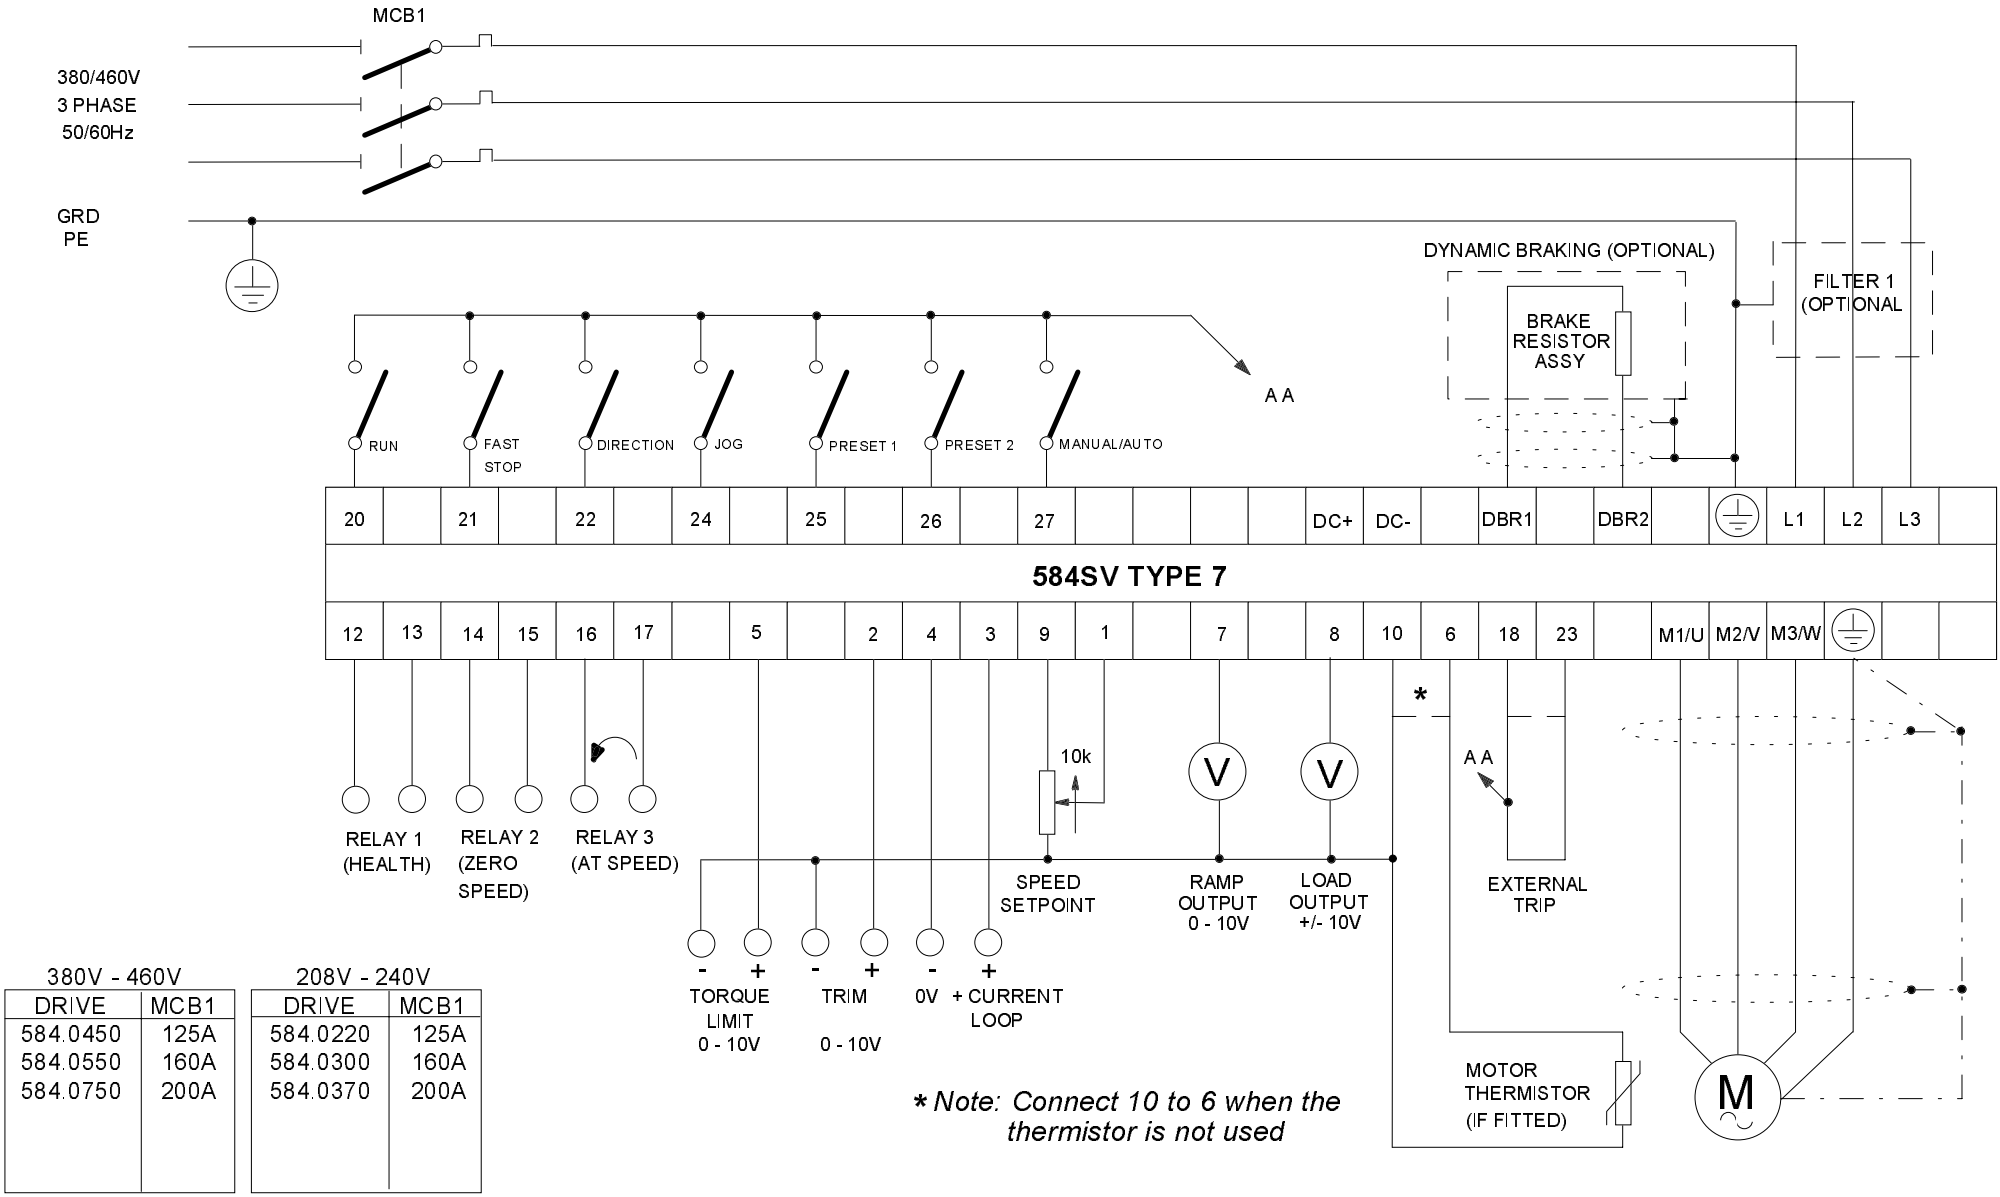 MCB1
380/460V
3 PHASE
50/60Hz
GRD
PE
DYNAMIC BRAKING (OPTIONAL)
BRAKE
RESISTOR
ASSY
FILTER 1
(OPTIONAL
A A
RUN
FAST
STOP
DIRECTION
JOG
PRESET 1
PRESET 2
MANUAL/AUTO
20 21 22 24 25 26 27 DC+ DC- DBR1 DBR2 L1 L2 L3
584SV TYPE 7
12 13 14 15 16 17 5 2 4 3 9 1 7 8 10 6 18 23 M1/U M2/V M3/W
*
10k
V
V
A A
RELAY 1
(HEALTH)
RELAY 2
(ZERO
SPEED)
RELAY 3
(AT SPEED)
SPEED
SETPOINT
RAMP
OUTPUT
0 - 10V
LOAD
OUTPUT
+/- 10V
EXTERNAL
TRIP
- + - + - +
TORQUE
LIMIT
0 - 10V
TRIM
0 - 10V
0V
+ CURRENT
LOOP
MOTOR
THERMISTOR
(IF FITTED)
M
* Note: Connect 10 to 6 when the
thermistor is not used
380V - 460V
DRIVE MCB1
584.0450 125A
584.0550 160A
584.0750 200A
208V - 240V
DRIVE MCB1
584.0220 125A
584.0300 160A
584.0370 200A